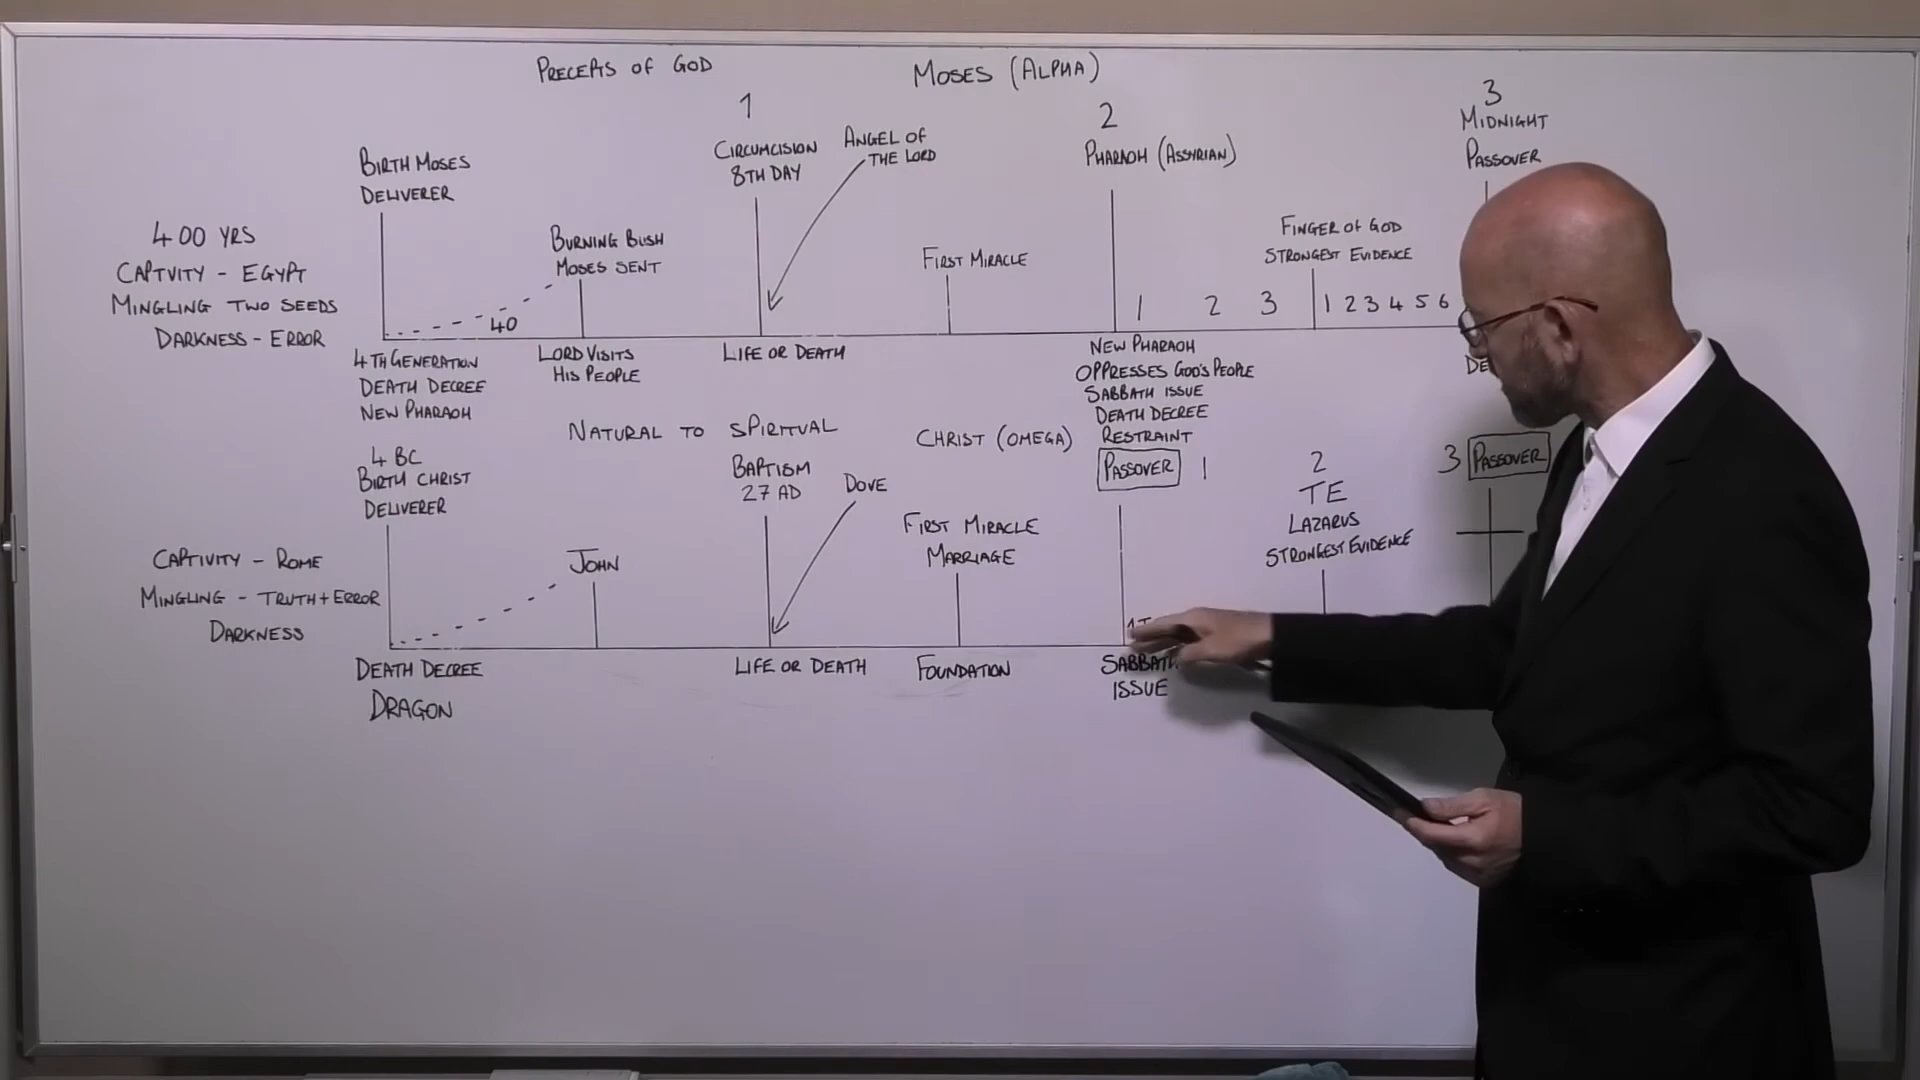 PRECEPTS OF GOD
MOSES (ALPHA)
1
CIRCUMCISION
8TH DAY
ANGEL OF
THE LORD
2
PHARAOH (ASSYRIAN)
3
MIDNIGHT
PASSOVER
BIRTH MOSES
DELIVERER
400 YRS
CAPTVITY - EGYPT
MINGLING TWO SEEDS
DARKNESS - ERROR
BURNING BUSH
MOSES SENT
40
FIRST MIRACLE
FINGER OF GOD
STRONGEST EVIDENCE
1 2 3
1 2 3 4 5 6
4TH GENERATION
DEATH DECREE
NEW PHARAOH
LORD VISITS
HIS PEOPLE
LIFE OR DEATH
NEW PHARAOH
OPPRESSES GOD'S PEOPLE
SABBATH ISSUE
DEATH DECREE
RESTRAINT
NATURAL TO SPIRITUAL
CHRIST (OMEGA)
4 BC
BIRTH CHRIST
DELIVERER
BAPTISM
27 AD
DOVE
PASSOVER 1
2
TE
LAZARUS
STRONGEST EVIDENCE
3 PASSOVER
CAPTIVITY - ROME
MINGLING - TRUTH + ERROR
DARKNESS
JOHN
FIRST MIRACLE
MARRIAGE
DEATH DECREE
DRAGON
LIFE OR DEATH
FOUNDATION
SABBATH
ISSUE